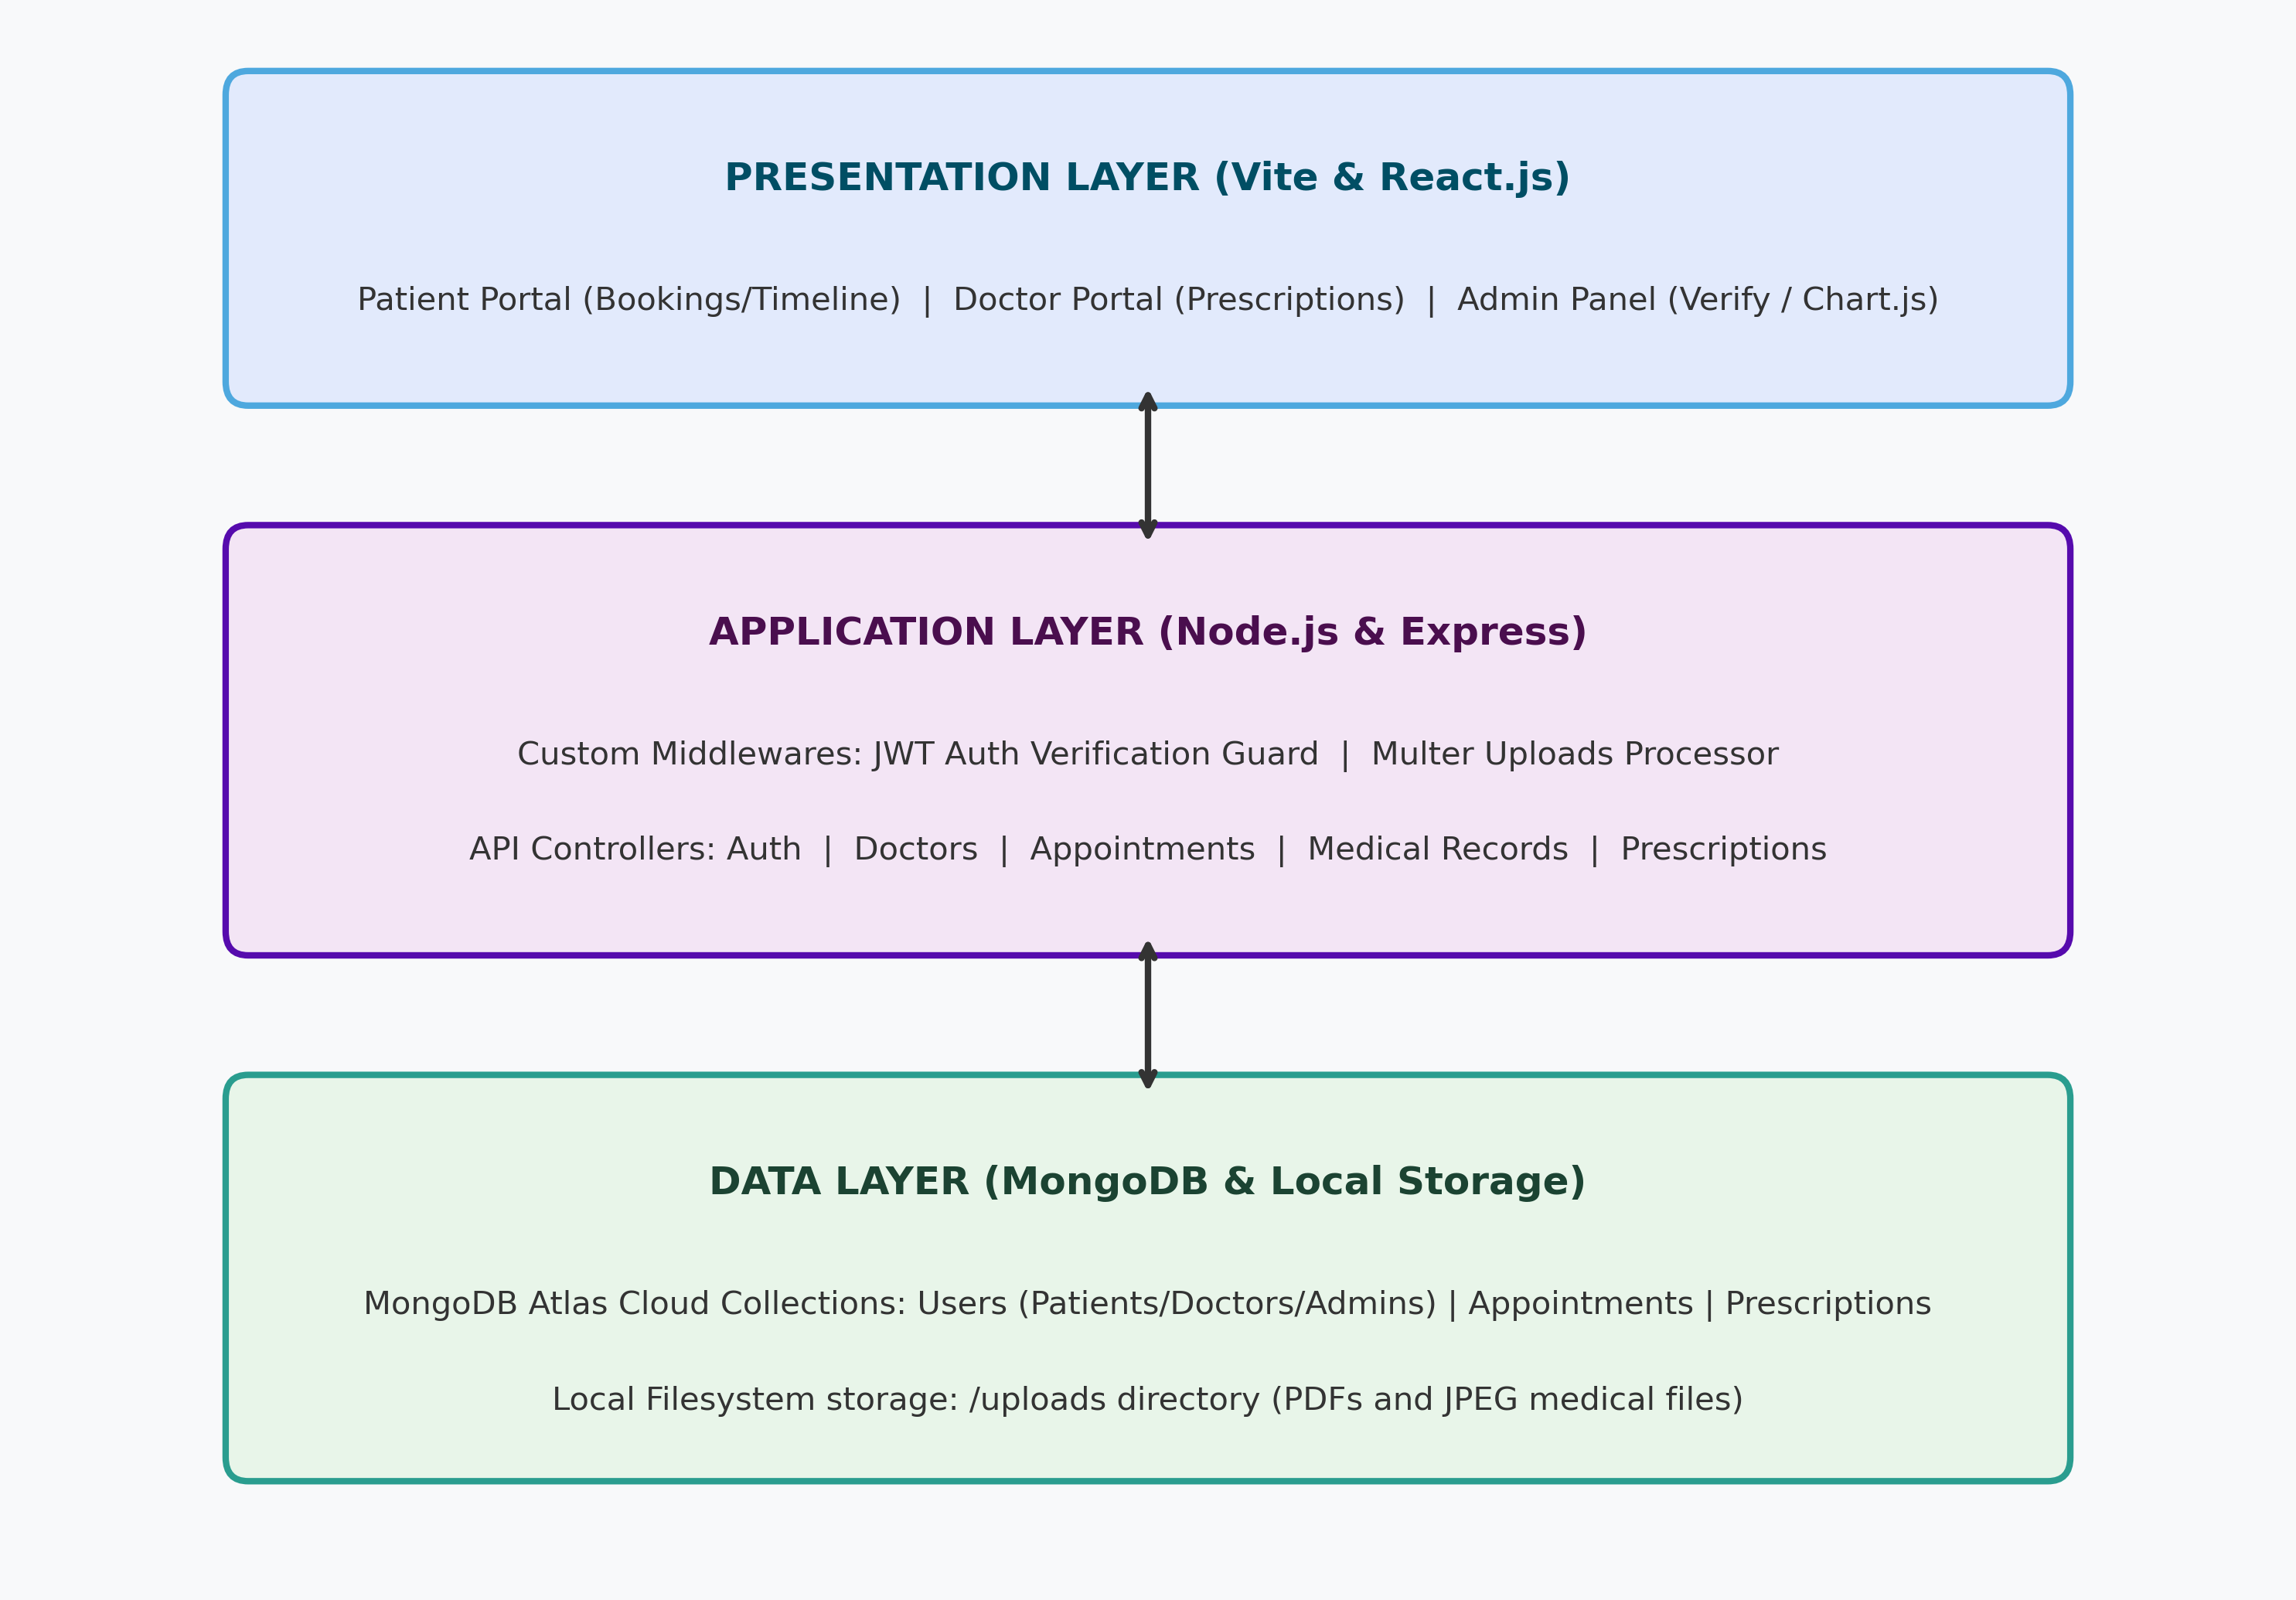 PRESENTATION LAYER (Vite & React.js)
Patient Portal (Bookings/Timeline) | Doctor Portal (Prescriptions) | Admin Panel (Verify / Chart.js)
APPLICATION LAYER (Node.js & Express)
Custom Middlewares: JWT Auth Verification Guard | Multer Uploads Processor
API Controllers: Auth | Doctors | Appointments | Medical Records | Prescriptions
DATA LAYER (MongoDB & Local Storage)
MongoDB Atlas Cloud Collections: Users (Patients/Doctors/Admins) | Appointments | Prescriptions
Local Filesystem storage: /uploads directory (PDFs and JPEG medical files)